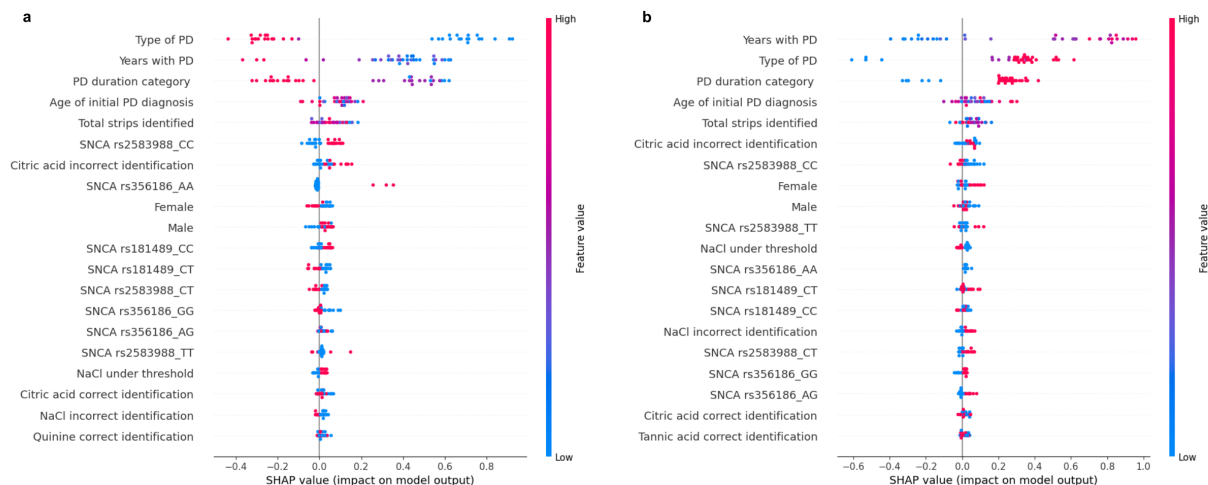 a
High
Type of PD
Years with PD
PD duration category
Age of initial PD diagnosis
Total strips identified
SNCA rs2583988_CC
Citric acid incorrect identification
SNCA rs356186_AA
Female
Male
SNCA rs181489_CC
SNCA rs181489_CT
SNCA rs2583988_CT
SNCA rs356186_GG
SNCA rs356186_AG
SNCA rs2583988_TT
NaCl under threshold
Citric acid correct identification
NaCl incorrect identification
Quinine correct identification
Feature value
Low
−0.4 −0.2 0.0 0.2 0.4 0.6 0.8
SHAP value (impact on model output)
b
High
Years with PD
Type of PD
PD duration category
Age of initial PD diagnosis
Total strips identified
Citric acid incorrect identification
SNCA rs2583988_CC
Female
Male
SNCA rs2583988_TT
NaCl under threshold
SNCA rs356186_AA
SNCA rs181489_CT
SNCA rs181489_CC
NaCl incorrect identification
SNCA rs2583988_CT
SNCA rs356186_GG
SNCA rs356186_AG
Citric acid correct identification
Tannic acid correct identification
Feature value
Low
−0.6 −0.4 −0.2 0.0 0.2 0.4 0.6 0.8 1.0
SHAP value (impact on model output)